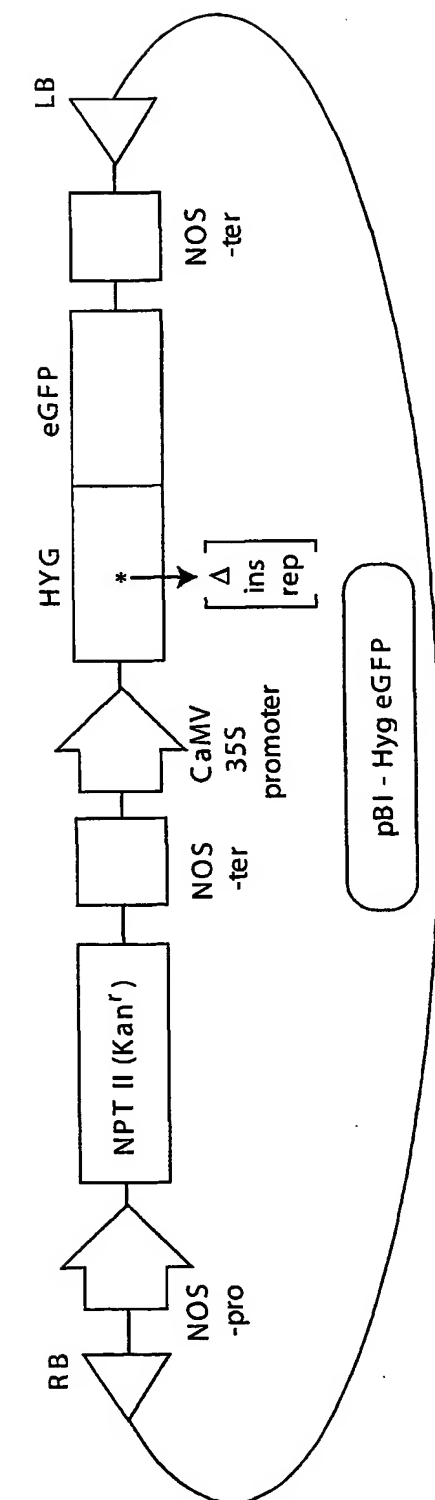 RB
NOS
-pro
NPT II (Kanʳ)
NOS
-ter
CaMV
35S
promoter
HYG
*
Δ
ins
rep
eGFP
NOS
-ter
LB
pBI - Hyg eGFP